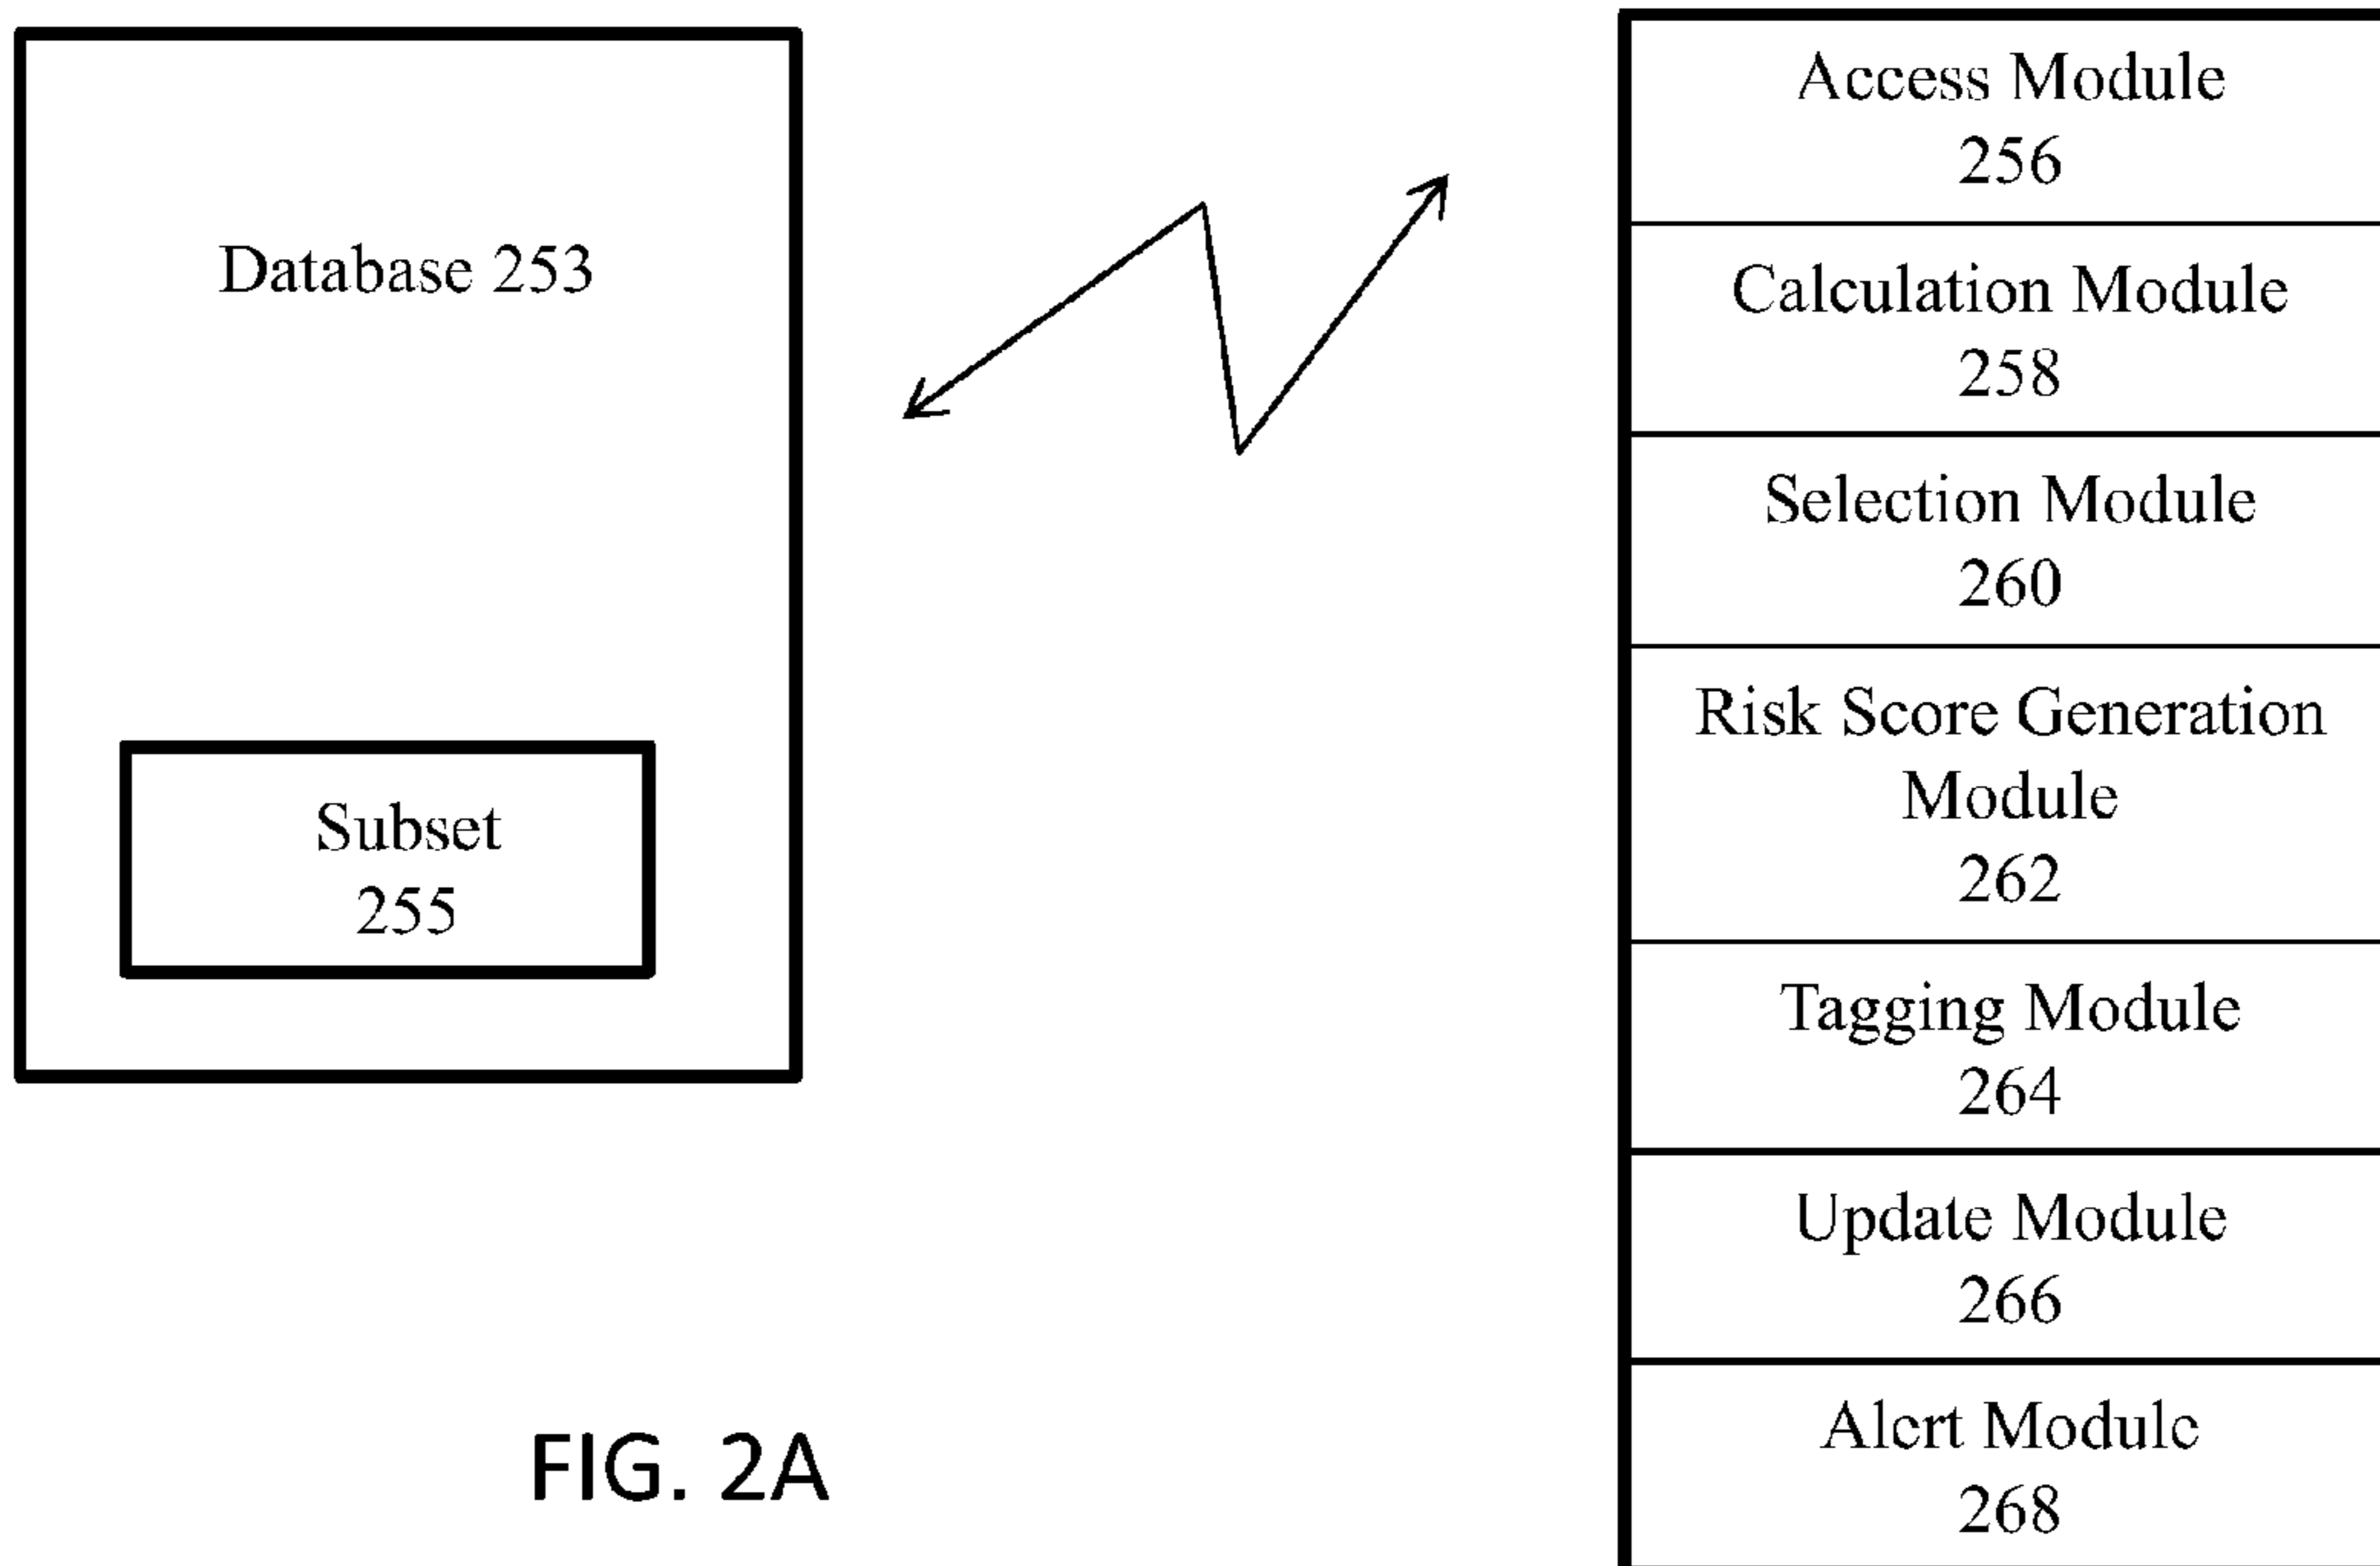 Database 253
Subset
255
FIG. 2A
Access Module
256
Calculation Module
258
Selection Module
260
Risk Score Generation
Module
262
Tagging Module
264
Update Module
266
Alert Module
268